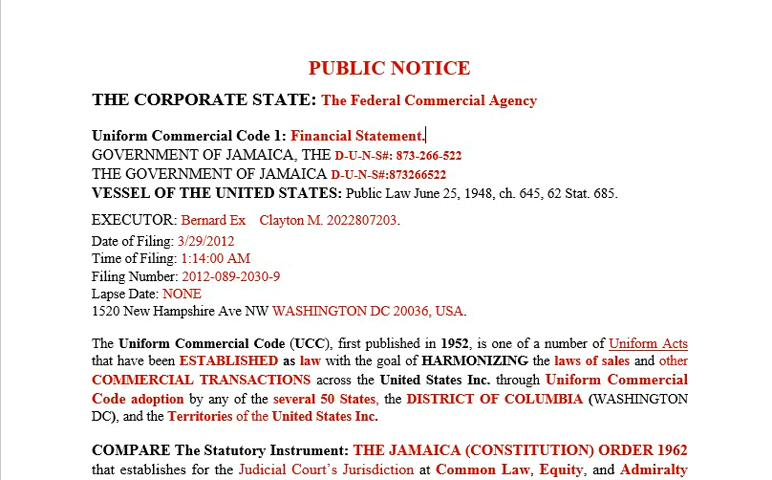 PUBLIC NOTICE
THE CORPORATE STATE: The Federal Commercial Agency
Uniform Commercial Code 1: Financial Statement.
GOVERNMENT OF JAMAICA, THE D-U-N-S#: 873-266-522
THE GOVERNMENT OF JAMAICA D-U-N-S#:873266522
VESSEL OF THE UNITED STATES: Public Law June 25, 1948, ch. 645, 62 Stat. 685.
EXECUTOR: Bernard Ex Clayton M. 2022807203.
Date of Filing: 3/29/2012
Time of Filing: 1:14:00 AM
Filing Number: 2012-089-2030-9
Lapse Date: NONE
1520 New Hampshire Ave NW WASHINGTON DC 20036, USA.
The Uniform Commercial Code (UCC), first published in 1952, is one of a number of Uniform Acts
that have been ESTABLISHED as law with the goal of HARMONIZING the laws of sales and other
COMMERCIAL TRANSACTIONS across the United States Inc. through Uniform Commercial
Code adoption by any of the several 50 States, the DISTRICT OF COLUMBIA (WASHINGTON
DC), and the Territories of the United States Inc.
COMPARE The Statutory Instrument: THE JAMAICA (CONSTITUTION) ORDER 1962
that establishes for the Judicial Court's Jurisdiction at Common Law, Equity, and Admiralty